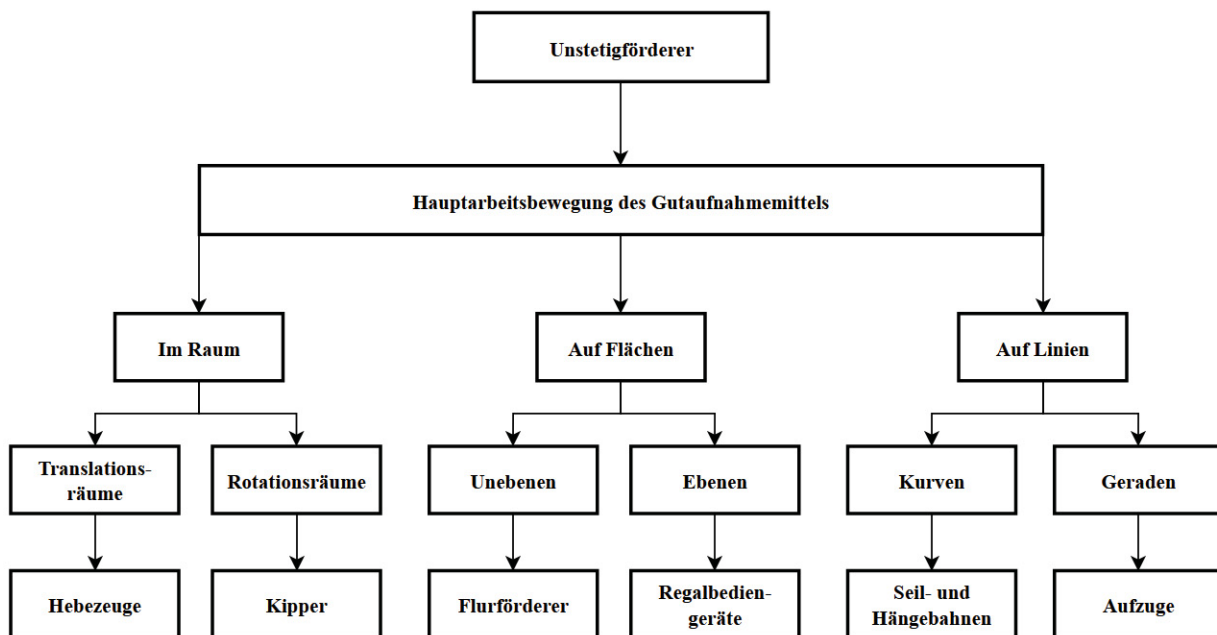 Unstetigförderer
Hauptarbeitsbewegung des Gutaufnahmemittels
Im Raum
Auf Flächen
Auf Linien
Translations-
räume
Rotationsräume
Unebenen
Ebenen
Kurven
Geraden
Hebezeuge
Kipper
Flurförderer
Regalbedien-
geräte
Seil- und
Hängebahnen
Aufzuge